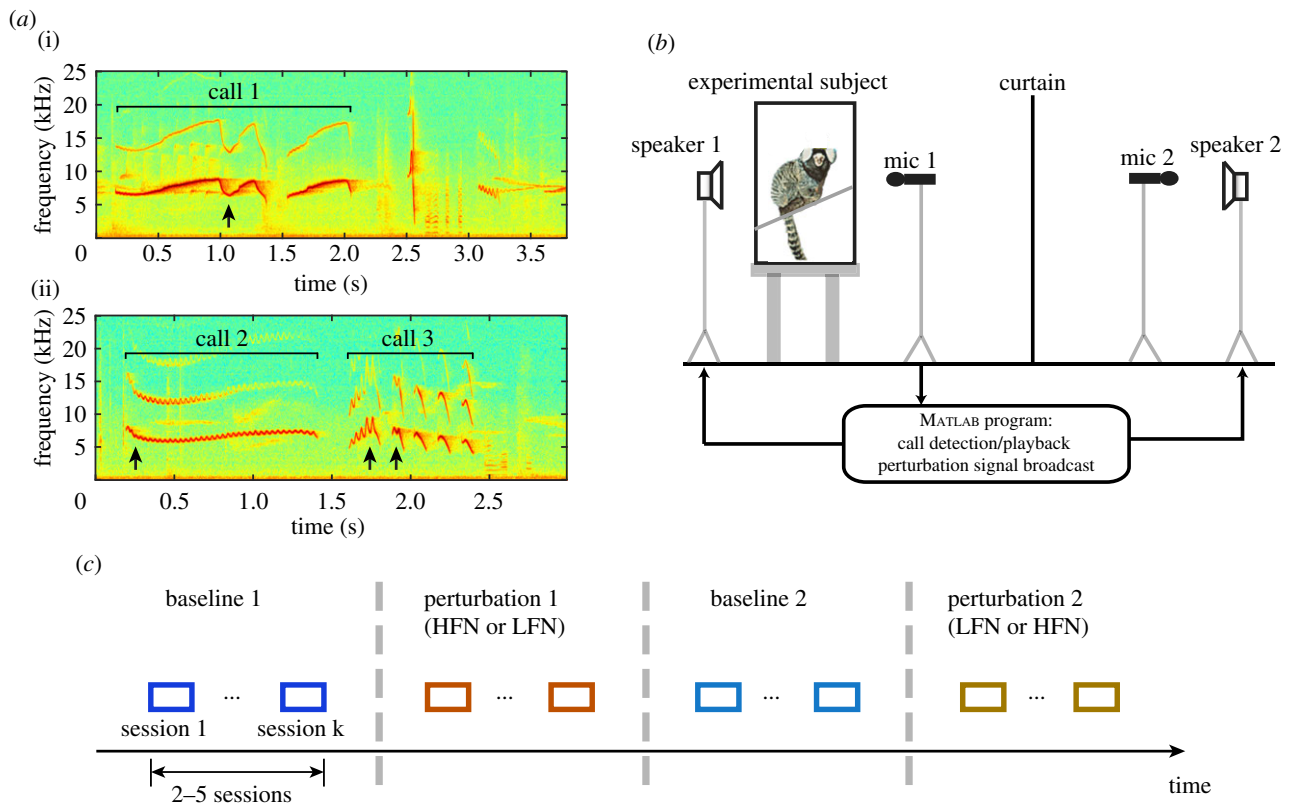 (a)
(i)
25
20
15
10
5
0
frequency (kHz)
call 1
0.5 1.0 1.5 2.0 2.5 3.0 3.5
time (s)
(ii)
25
20
15
10
5
0
frequency (kHz)
call 2 call 3
0.5 1.0 1.5 2.0 2.5
time (s)
(b)
experimental subject
curtain
speaker 1
mic 1
mic 2
speaker 2
MATLAB program:
call detection/playback
perturbation signal broadcast
(c)
baseline 1
perturbation 1
(HFN or LFN)
baseline 2
perturbation 2
(LFN or HFN)
... ... ... ...
session 1 session k
2–5 sessions
time